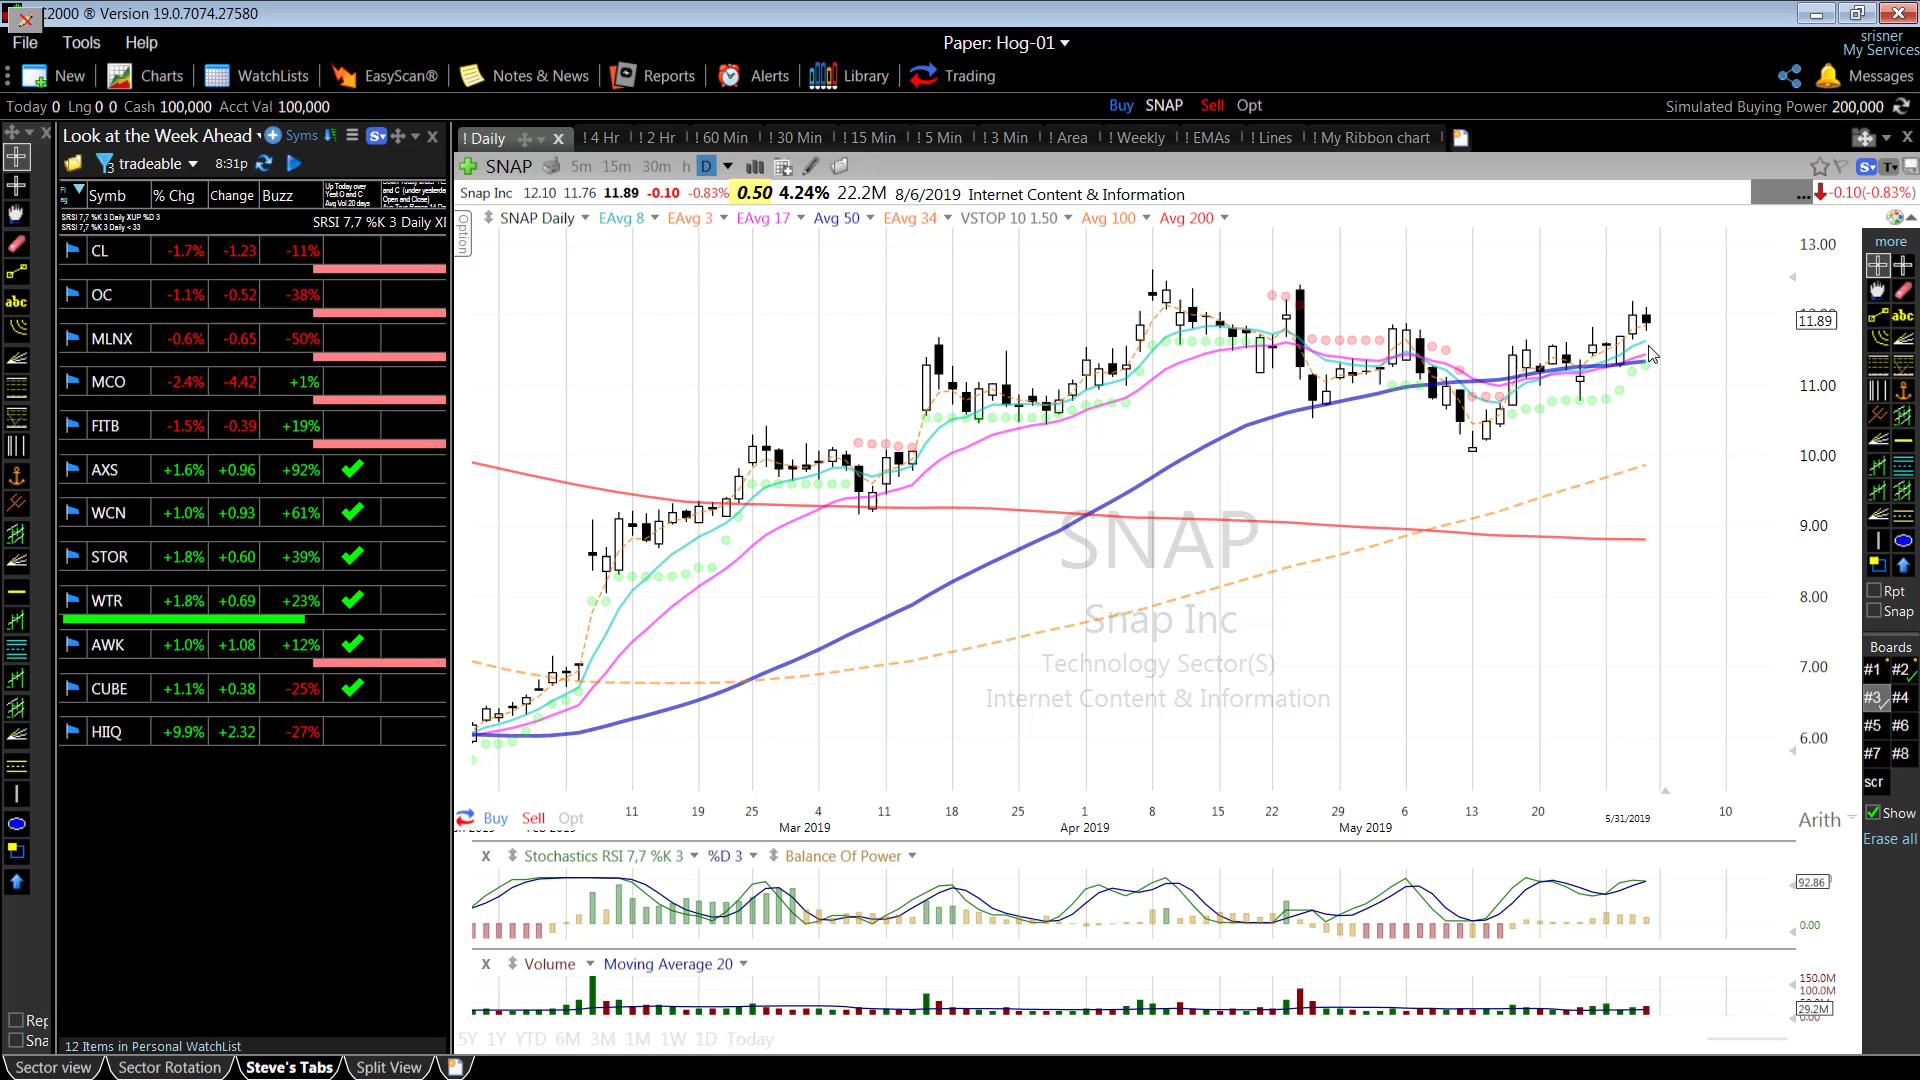 C2000 ® Version 19.0.7074.27580
File Tools Help
Paper: Hog-01
srisner
My Services
New Charts WatchLists EasyScan® Notes & News Reports Alerts Library Trading
Messages
Today 0 Lng 0 0 Cash 100,000 Acct Val 100,000
Buy SNAP Sell Opt
Simulated Buying Power 200,000
Look at the Week Ahead Syms S
tradeable 8:31p
Symb % Chg Change Buzz
SRSI 7,7 %K 3 Daily XUP %D 3
SRSI 7,7 %K 3 Daily < 33
SRSI 7,7 %K 3 Daily XI
CL -1.7% -1.23 -11%
OC -1.1% -0.52 -38%
MLNX -0.6% -0.65 -50%
MCO -2.4% -4.42 +1%
FITB -1.5% -0.39 +19%
AXS +1.6% +0.96 +92%
WCN +1.0% +0.93 +61%
STOR +1.8% +0.60 +39%
WTR +1.8% +0.69 +23%
AWK +1.0% +1.08 +12%
CUBE +1.1% +0.38 -25%
HIIQ +9.9% +2.32 -27%
12 Items in Personal WatchList
abc
Rep
Sna
! Daily ! 4 Hr ! 2 Hr ! 60 Min ! 30 Min ! 15 Min ! 5 Min ! 3 Min ! Area ! Weekly ! EMAs ! Lines ! My Ribbon chart
SNAP 5m 15m 30m h D
Snap Inc 12.10 11.76 11.89 -0.10 -0.83% 0.50 4.24% 22.2M 8/6/2019 Internet Content & Information
... -0.10(-0.83%)
Option
SNAP Daily EAvg 8 EAvg 3 EAvg 17 Avg 50 EAvg 34 VSTOP 10 1.50 Avg 100 Avg 200
13.00
11.89
11.00
10.00
9.00
8.00
7.00
6.00
SNAP
Snap Inc
Technology Sector(S)
Internet Content & Information
11 19 25 4 11 18 25 1 8 15 22 29 6 13 20 5/31/2019 10
Mar 2019 Apr 2019 May 2019
Buy Sell Opt
Arith
X Stochastics RSI 7,7 %K 3 %D 3 Balance Of Power
92.86
0.00
X Volume Moving Average 20
150.0M
100.0M
29.2M
5Y 1Y YTD 6M 3M 1M 1W 1D Today
more
abc
Rpt
Snap
Boards
#1 #2
#3 #4
#5 #6
#7 #8
scr
Show
Erase all
Sector view Sector Rotation Steve's Tabs Split View